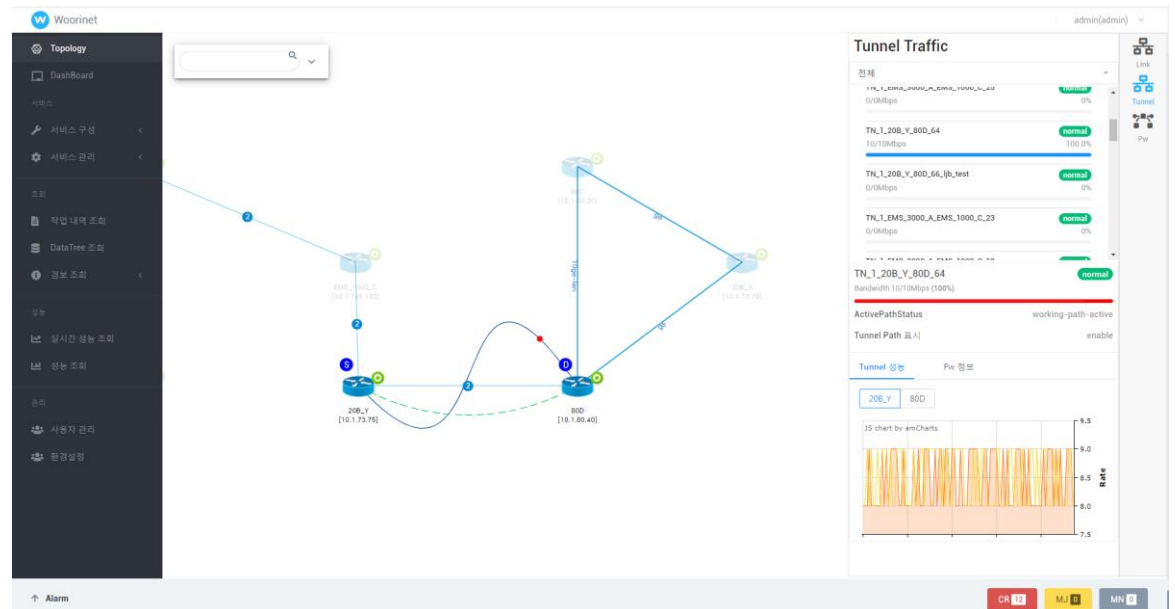 Woorinet
admin(admin)
Topology
DashBoard
서비스
서비스 구성
서비스 관리
조회
작업 내역 조회
DataTree 조회
경보 조회
성능
실시간 성능 조회
성능 조회
관리
사용자 관리
환경설정
2
2
2
S
D
20B_Y
[10.1.73.75]
80D
[10.1.80.40]
Tunnel Traffic
전체
TN_1_EMS_3000_A_EMS_1000_C_25
normal
0/0Mbps
0%
TN_1_20B_Y_80D_64
normal
10/10Mbps
100.0%
TN_1_20B_Y_80D_66_ljb_test
normal
0/0Mbps
0%
TN_1_EMS_3000_A_EMS_1000_C_23
normal
0/0Mbps
0%
TN_1_20B_Y_80D_64
normal
Bandwidth 10/10Mbps (100%)
ActivePathStatus
working-path-active
Tunnel Path 표시
enable
Tunnel 성능
Pw 정보
20B_Y
80D
JS chart by amCharts
9.5
9.0
8.5
8.0
7.5
Rate
Link
Tunnel
Pw
Alarm
CR 12
MJ 0
MN 0